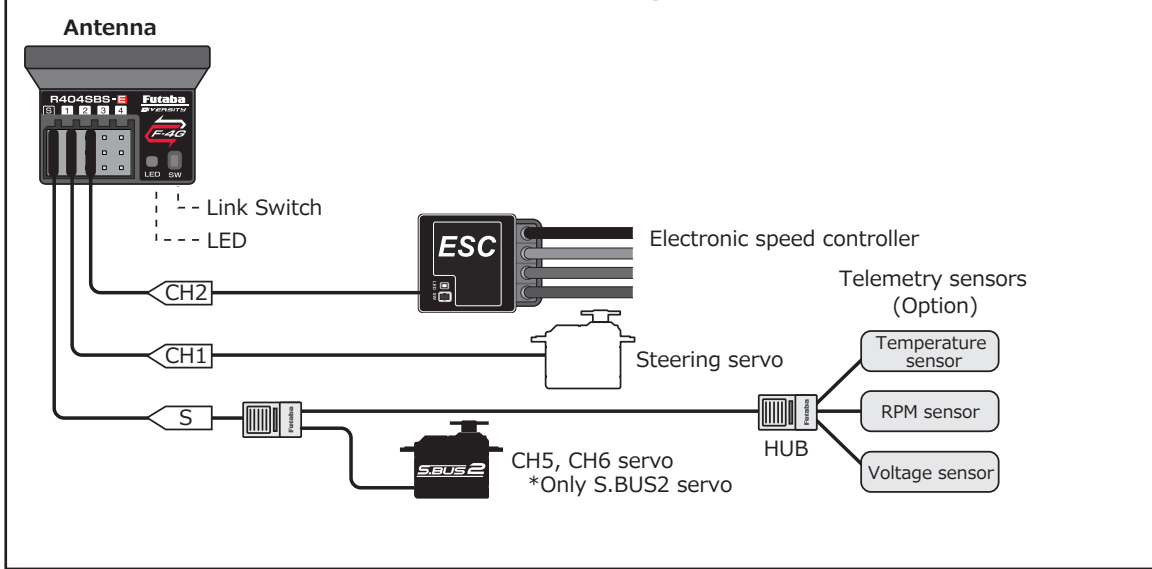 Antenna
R404SBS-E
Futaba
DIVERSITY
S 1 2 3 4
F-4G
LED SW
Link Switch
LED
ESC
LED
SW
Electronic speed controller
CH2
Telemetry sensors
(Option)
Temperature
sensor
CH1
Steering servo
S
Futaba
Futaba
RPM sensor
HUB
S.BUS2
CH5, CH6 servo
*Only S.BUS2 servo
Voltage sensor